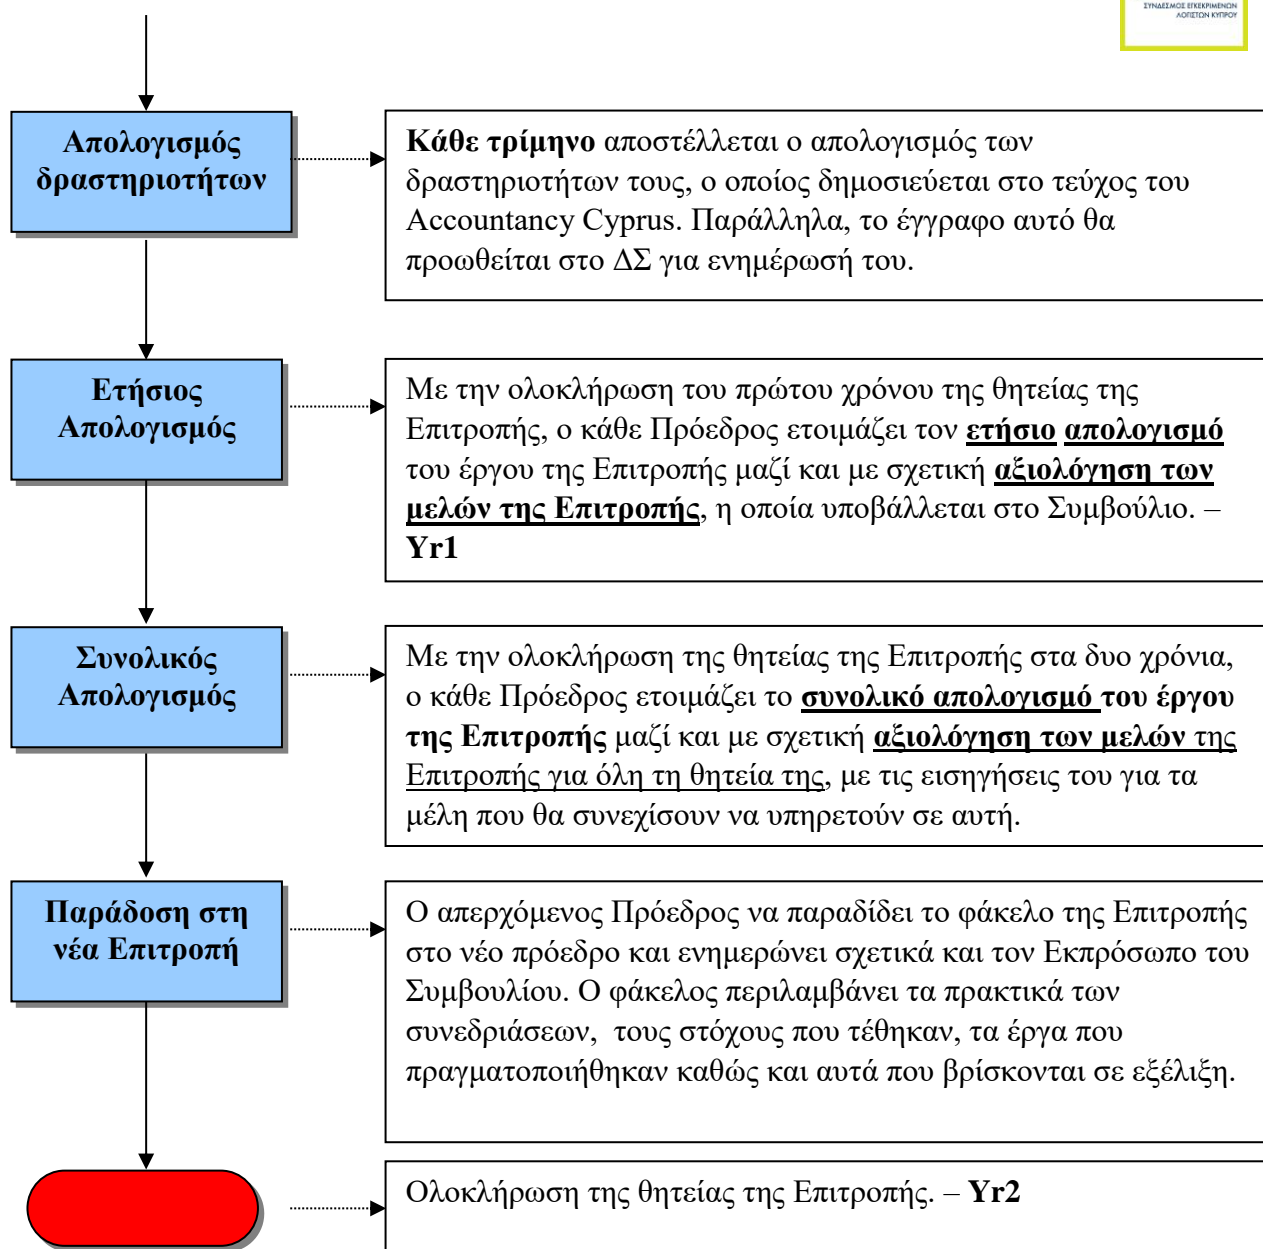 ΣΥΝΔΕΣΜΟΣ ΕΓΚΕΚΡΙΜΕΝΩΝ
ΛΟΓΙΣΤΩΝ ΚΥΠΡΟΥ
Απολογισμός
δραστηριοτήτων
Κάθε τρίμηνο αποστέλλεται ο απολογισμός των
δραστηριοτήτων τους, ο οποίος δημοσιεύεται στο τεύχος του
Accountancy Cyprus. Παράλληλα, το έγγραφο αυτό θα
προωθείται στο ΔΣ για ενημέρωσή του.
Ετήσιος
Απολογισμός
Με την ολοκλήρωση του πρώτου χρόνου της θητείας της
Επιτροπής, ο κάθε Πρόεδρος ετοιμάζει τον ετήσιο απολογισμό
του έργου της Επιτροπής μαζί και με σχετική αξιολόγηση των
μελών της Επιτροπής, η οποία υποβάλλεται στο Συμβούλιο. –
Yr1
Συνολικός
Απολογισμός
Με την ολοκλήρωση της θητείας της Επιτροπής στα δυο χρόνια,
ο κάθε Πρόεδρος ετοιμάζει το συνολικό απολογισμό του έργου
της Επιτροπής μαζί και με σχετική αξιολόγηση των μελών της
Επιτροπής για όλη τη θητεία της, με τις εισηγήσεις του για τα
μέλη που θα συνεχίσουν να υπηρετούν σε αυτή.
Παράδοση στη
νέα Επιτροπή
Ο απερχόμενος Πρόεδρος να παραδίδει το φάκελο της Επιτροπής
στο νέο πρόεδρο και ενημερώνει σχετικά και τον Εκπρόσωπο του
Συμβουλίου. Ο φάκελος περιλαμβάνει τα πρακτικά των
συνεδριάσεων,  τους στόχους που τέθηκαν, τα έργα που
πραγματοποιήθηκαν καθώς και αυτά που βρίσκονται σε εξέλιξη.
Ολοκλήρωση της θητείας της Επιτροπής. – Yr2